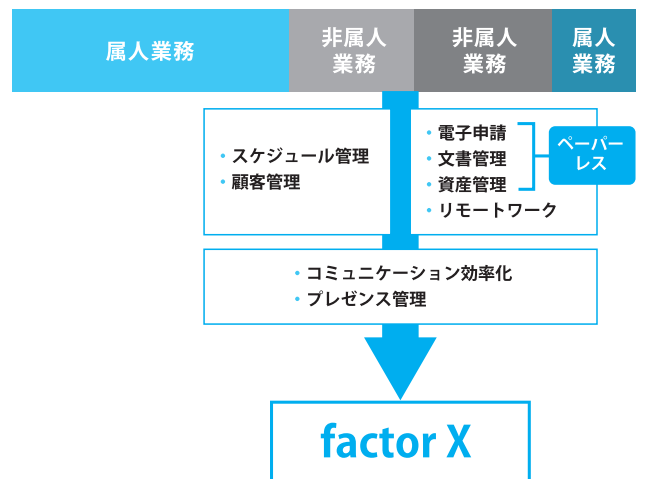 属人業務
非属人
業務
非属人
業務
属人
業務
・スケジュール管理
・顧客管理
・電子申請
・文書管理
・資産管理
・リモートワーク
ペーパー
レス
・コミュニケーション効率化
・プレゼンス管理
factor X